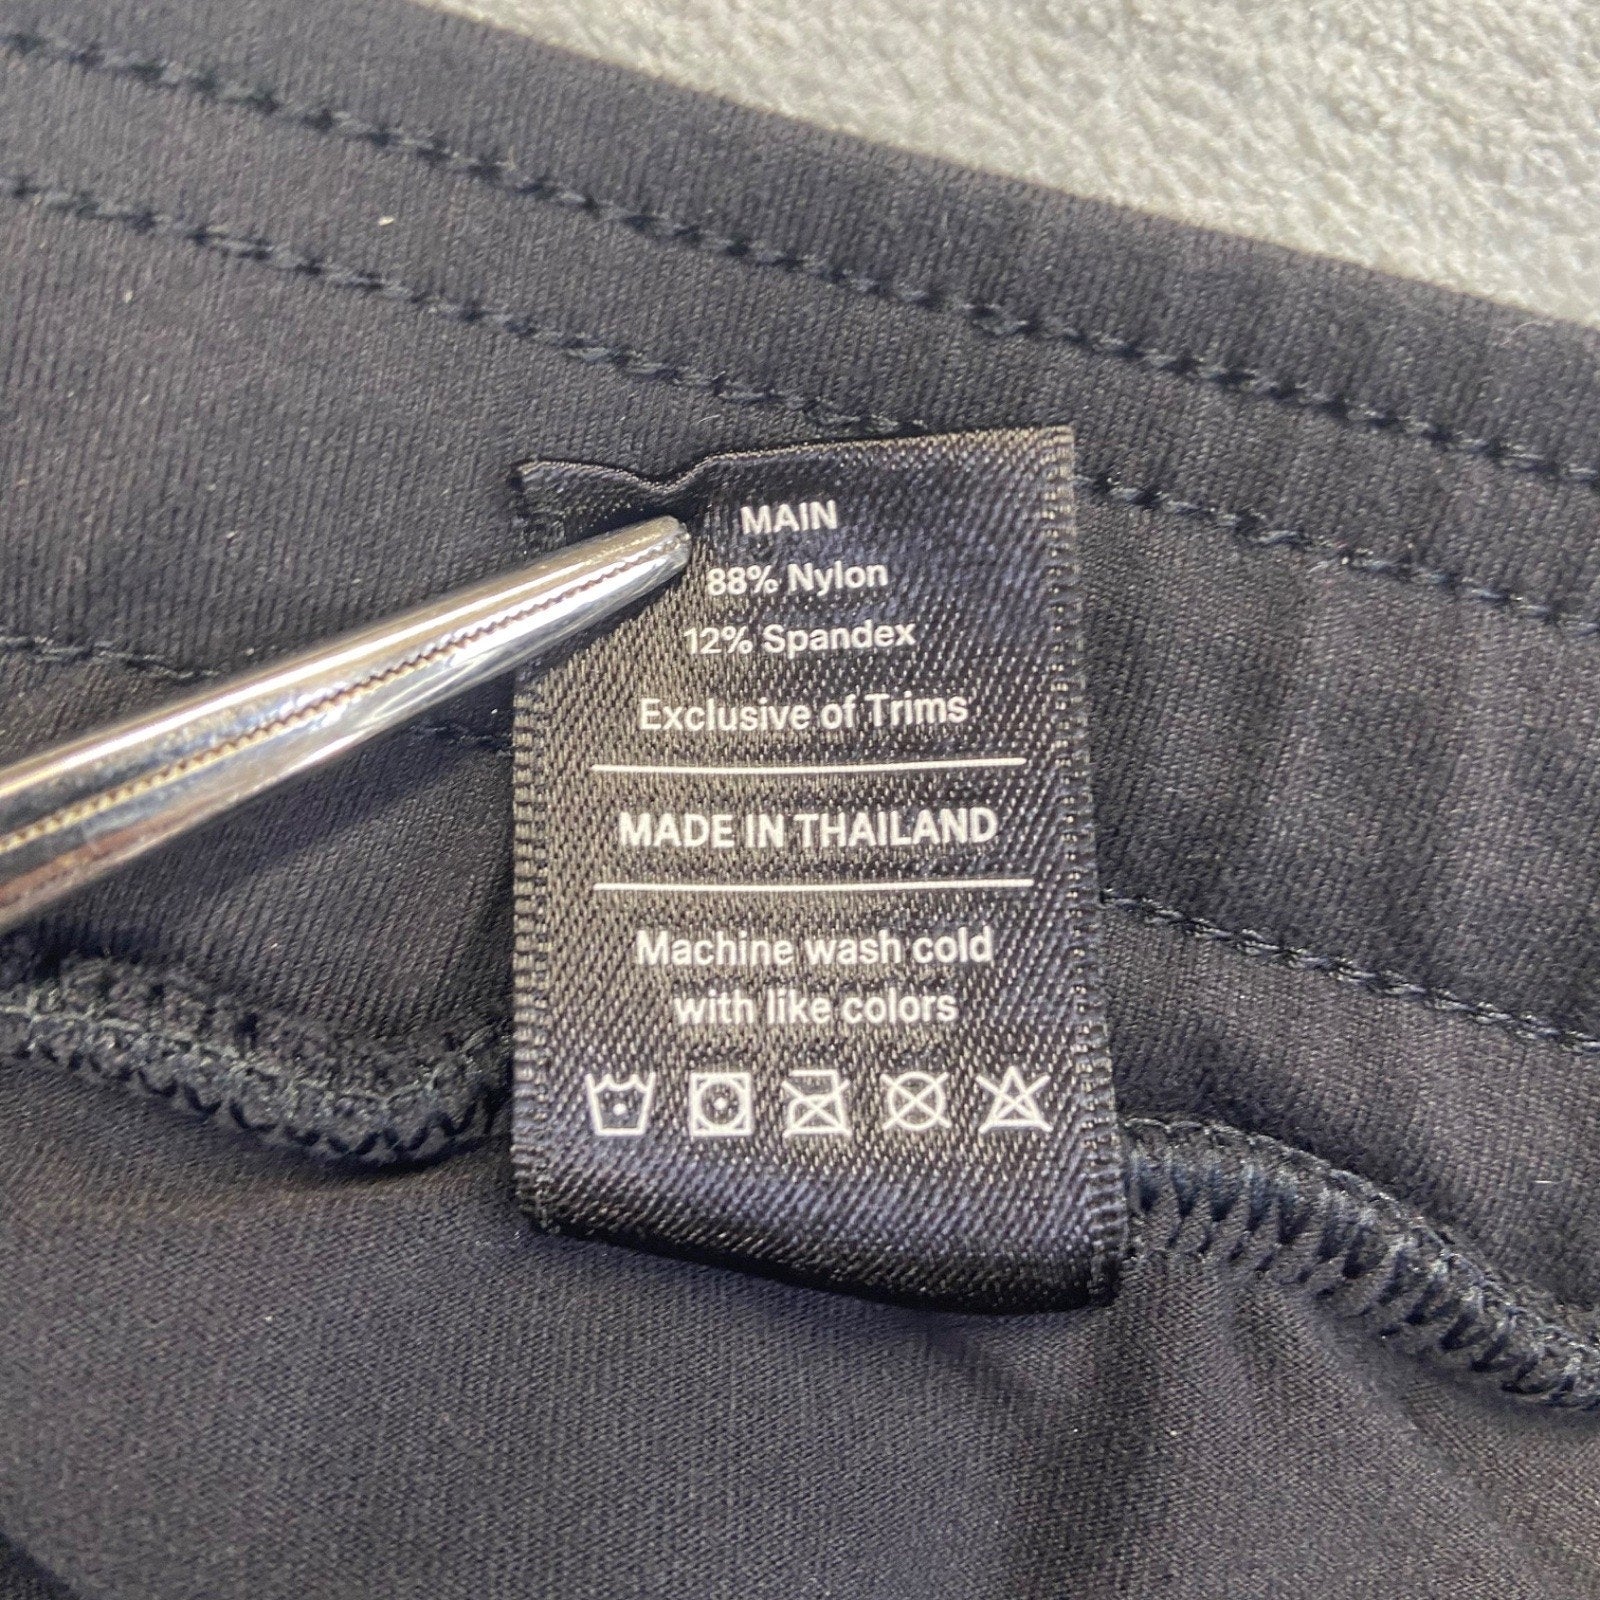 MAIN
88% Nylon
12% Spandex
Exclusive of Trims
MADE IN THAILAND
Machine wash cold
with like colors